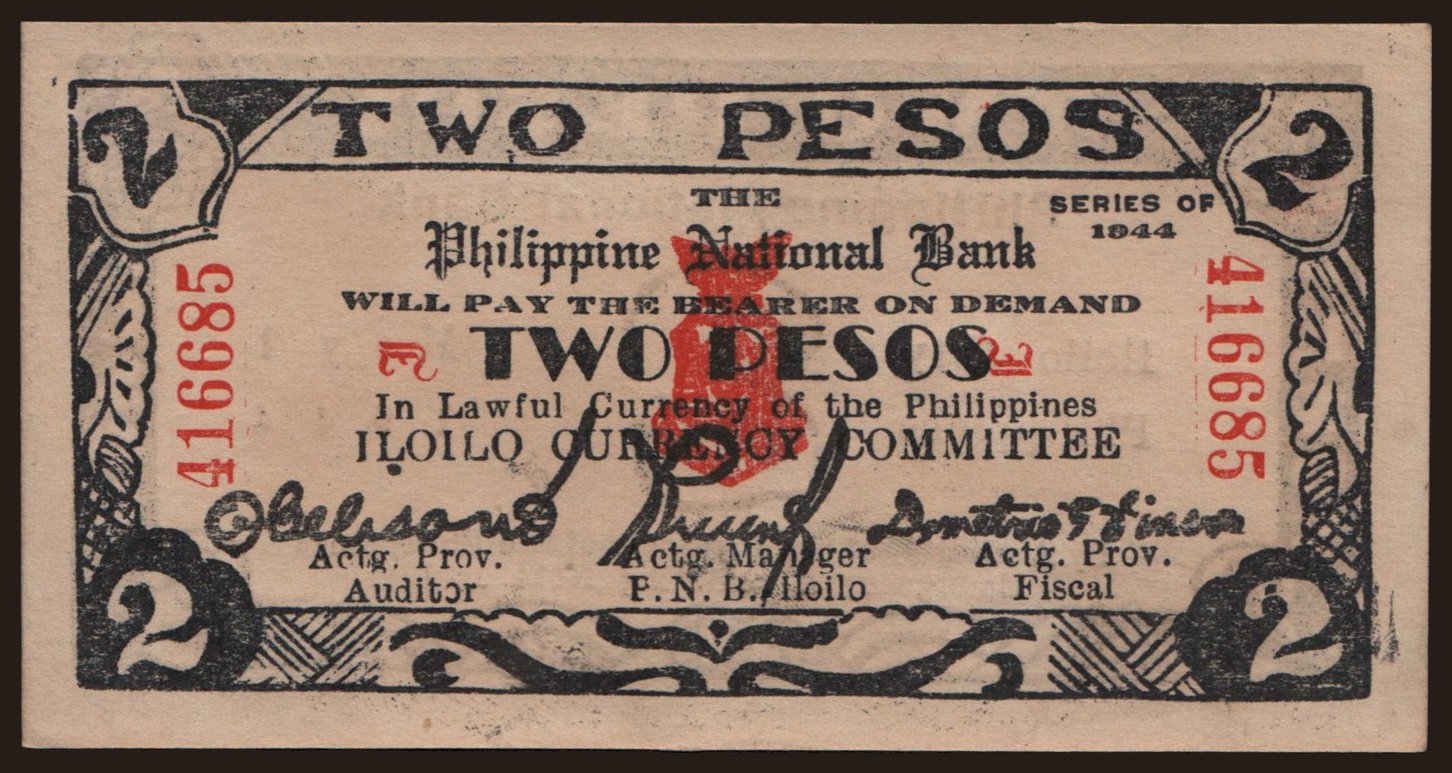 2 TWO PESOS 2
THE
SERIES OF
1944
Philippine National Bank
WILL PAY THE BEARER ON DEMAND
TWO PESOS
In Lawful Currency of the Philippines
ILOILO CURRENCY COMMITTEE
416685
416685
Actg. Prov.
Auditor
Actg. Manager
P. N. B. Iloilo
Actg. Prov.
Fiscal
2
2